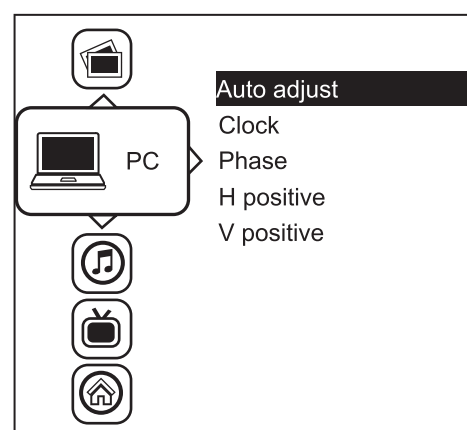 Auto adjust
Clock
PC
Phase
H positive
V positive